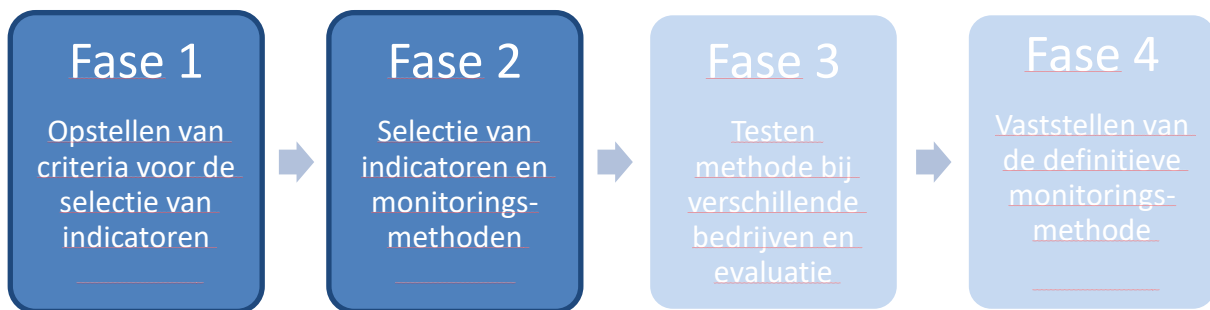 Fase 1
Opstellen van
criteria voor de
selectie van
indicatoren
Fase 2
Selectie van
indicatoren en
monitorings-
methoden
Fase 3
Testen
methode bij
verschillende
bedrijven en
evaluatie
Fase 4
Vaststellen van
de definitieve
monitorings-
methode